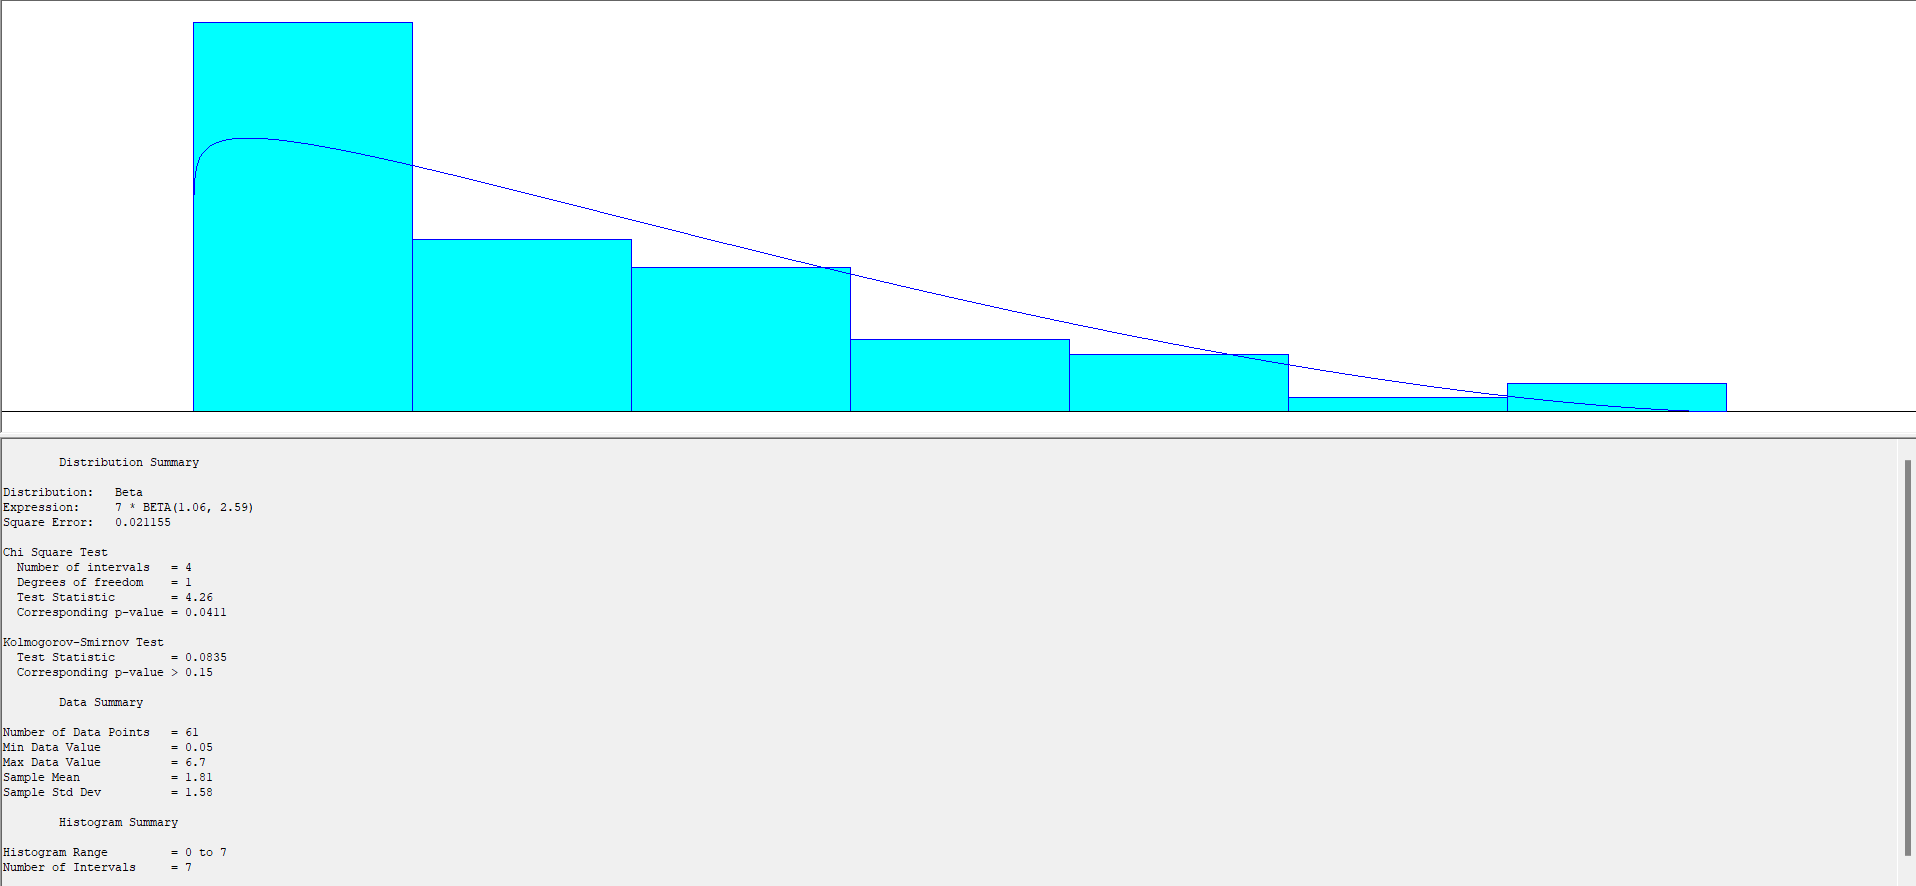 Distribution Summary
Distribution: Beta
Expression: 7 * BETA(1.06, 2.59)
Square Error: 0.021155
Chi Square Test
Number of intervals = 4
Degrees of freedom = 1
Test Statistic = 4.26
Corresponding p-value = 0.0411
Kolmogorov-Smirnov Test
Test Statistic = 0.0835
Corresponding p-value > 0.15
Data Summary
Number of Data Points = 61
Min Data Value = 0.05
Max Data Value = 6.7
Sample Mean = 1.81
Sample Std Dev = 1.58
Histogram Summary
Histogram Range = 0 to 7
Number of Intervals = 7